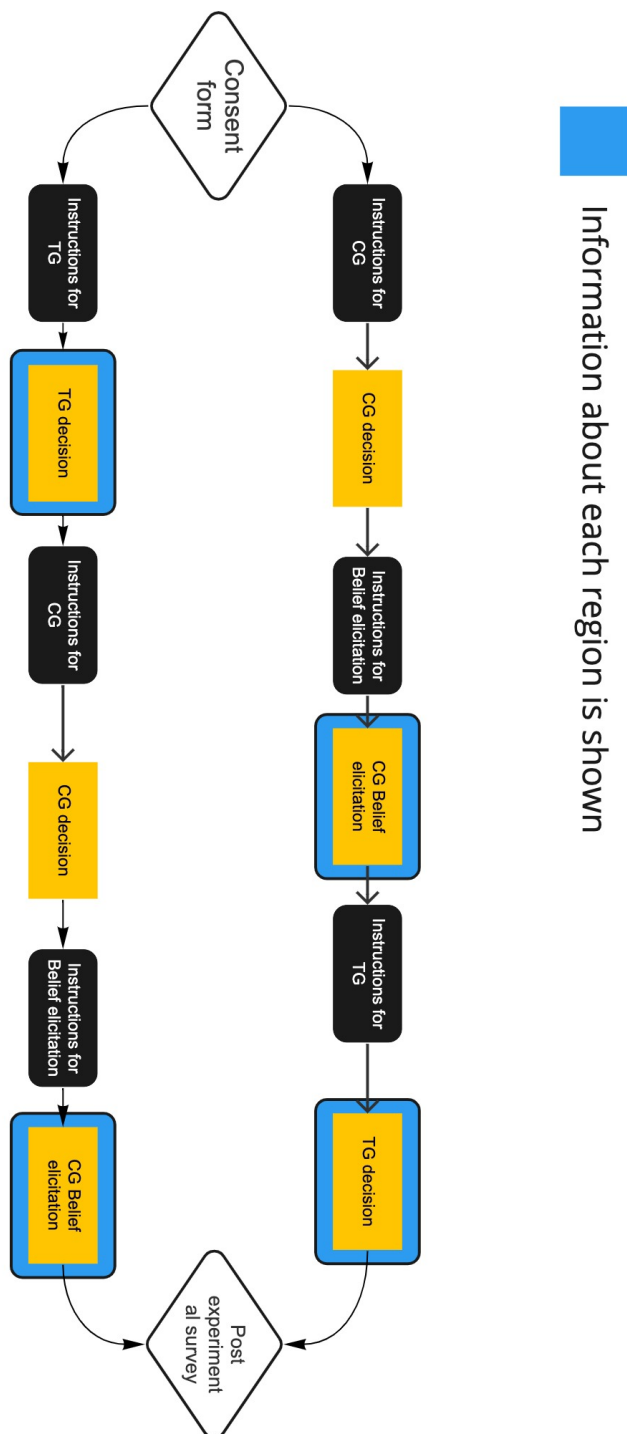 Information about each region is shown
Consent
form
Instructions for
CG
CG decision
Instructions for
Belief elicitation
CG Belief
elicitation
Instructions for
TG
TG decision
Instructions for
TG
TG decision
Instructions for
CG
CG decision
Instructions for
Belief elicitation
CG Belief
elicitation
Post
experiment
al survey